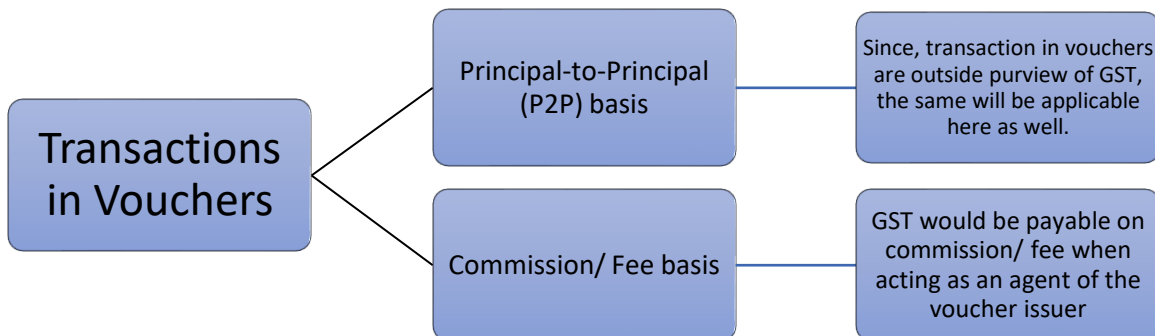 Transactions
in Vouchers
Principal-to-Principal
(P2P) basis
Since, transaction in vouchers
are outside purview of GST,
the same will be applicable
here as well.
Commission/ Fee basis
GST would be payable on
commission/ fee when
acting as an agent of the
voucher issuer